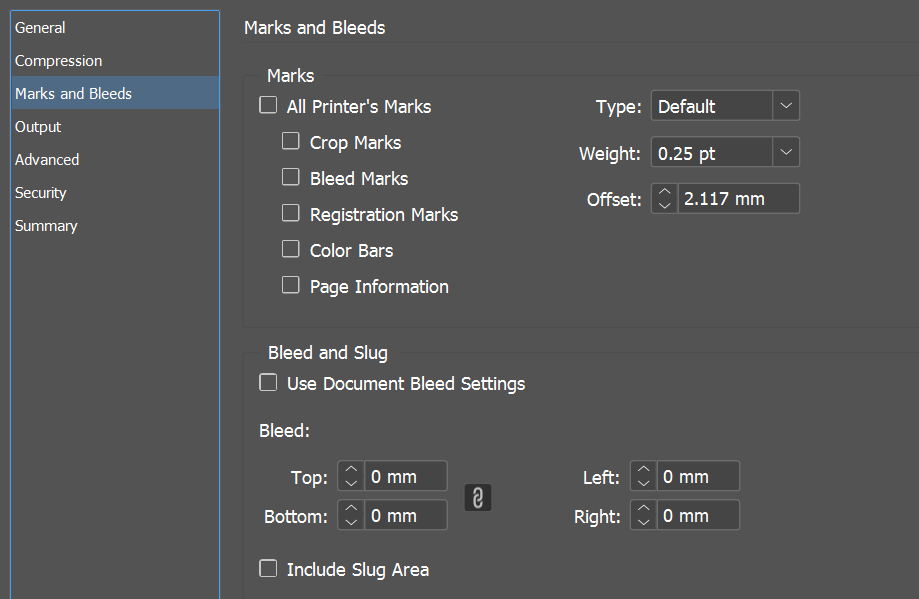 General
Compression
Marks and Bleeds
Output
Advanced
Security
Summary
Marks and Bleeds
Marks
All Printer's Marks
Crop Marks
Bleed Marks
Registration Marks
Color Bars
Page Information
Type: Default
Weight: 0.25 pt
Offset: 2.117 mm
Bleed and Slug
Use Document Bleed Settings
Bleed:
Top: 0 mm
Bottom: 0 mm
Left: 0 mm
Right: 0 mm
Include Slug Area